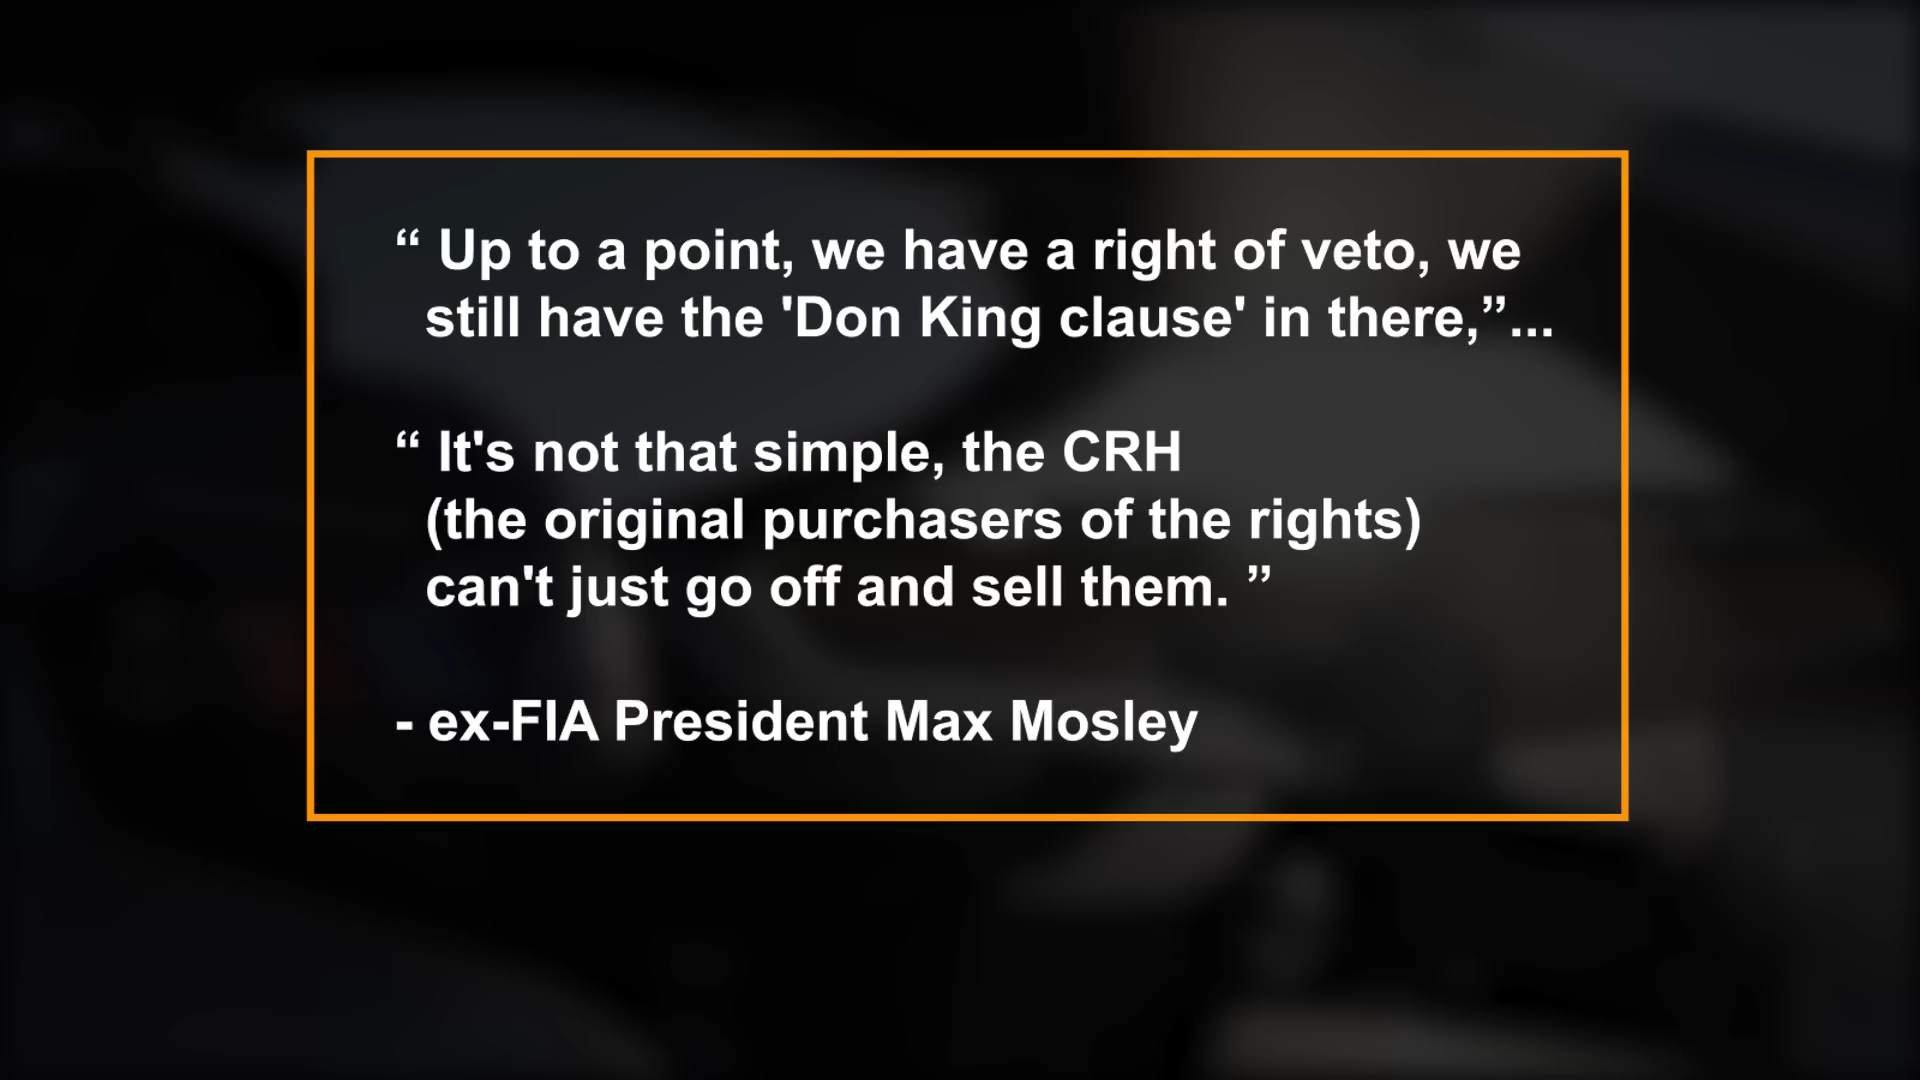 “ Up to a point, we have a right of veto, we
still have the 'Don King clause' in there,”...
“ It's not that simple, the CRH
(the original purchasers of the rights)
can't just go off and sell them. ”
- ex-FIA President Max Mosley